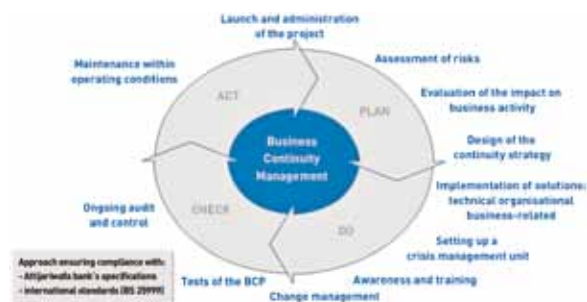 Launch and administration
of the project
Assessment of risks
Evaluation of the impact on
business activity
Design of the
continuity strategy
Implementation of solutions:
technical organisational
business-related
Setting up a
crisis management unit
Awareness and training
Change management
Tests of the BCP
Ongoing audit
and control
Maintenance within
operating conditions
ACT
PLAN
Business
Continuity
Management
CHECK
DO
Approach ensuring compliance with:
- Attijariwafa bank's specifications
- international standards (BS 25999)